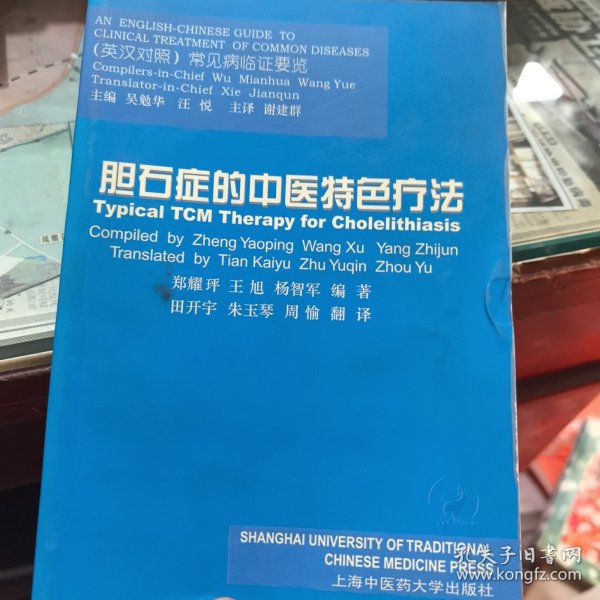 AN ENGLISH-CHINESE GUIDE TO
CLINICAL TREATMENT OF COMMON DISEASES
(英汉对照) 常见病临证要览
Compilers-in-Chief Wu Mianhua Wang Yue
Translator-in-Chief Xie Jianqun
主编 吴勉华 汪悦 主译 谢建群
胆石症的中医特色疗法
Typical TCM Therapy for Cholelithiasis
Compiled by Zheng Yaoping Wang Xu Yang Zhijun
Translated by Tian Kaiyu Zhu Yuqin Zhou Yu
郑耀玶 王旭 杨智军 编著
田开宇 朱玉琴 周愉 翻译
SHANGHAI UNIVERSITY OF TRADITIONAL
CHINESE MEDICINE PRESS
上海中医药大学出版社
孔夫子旧书网
www.kongfz.com